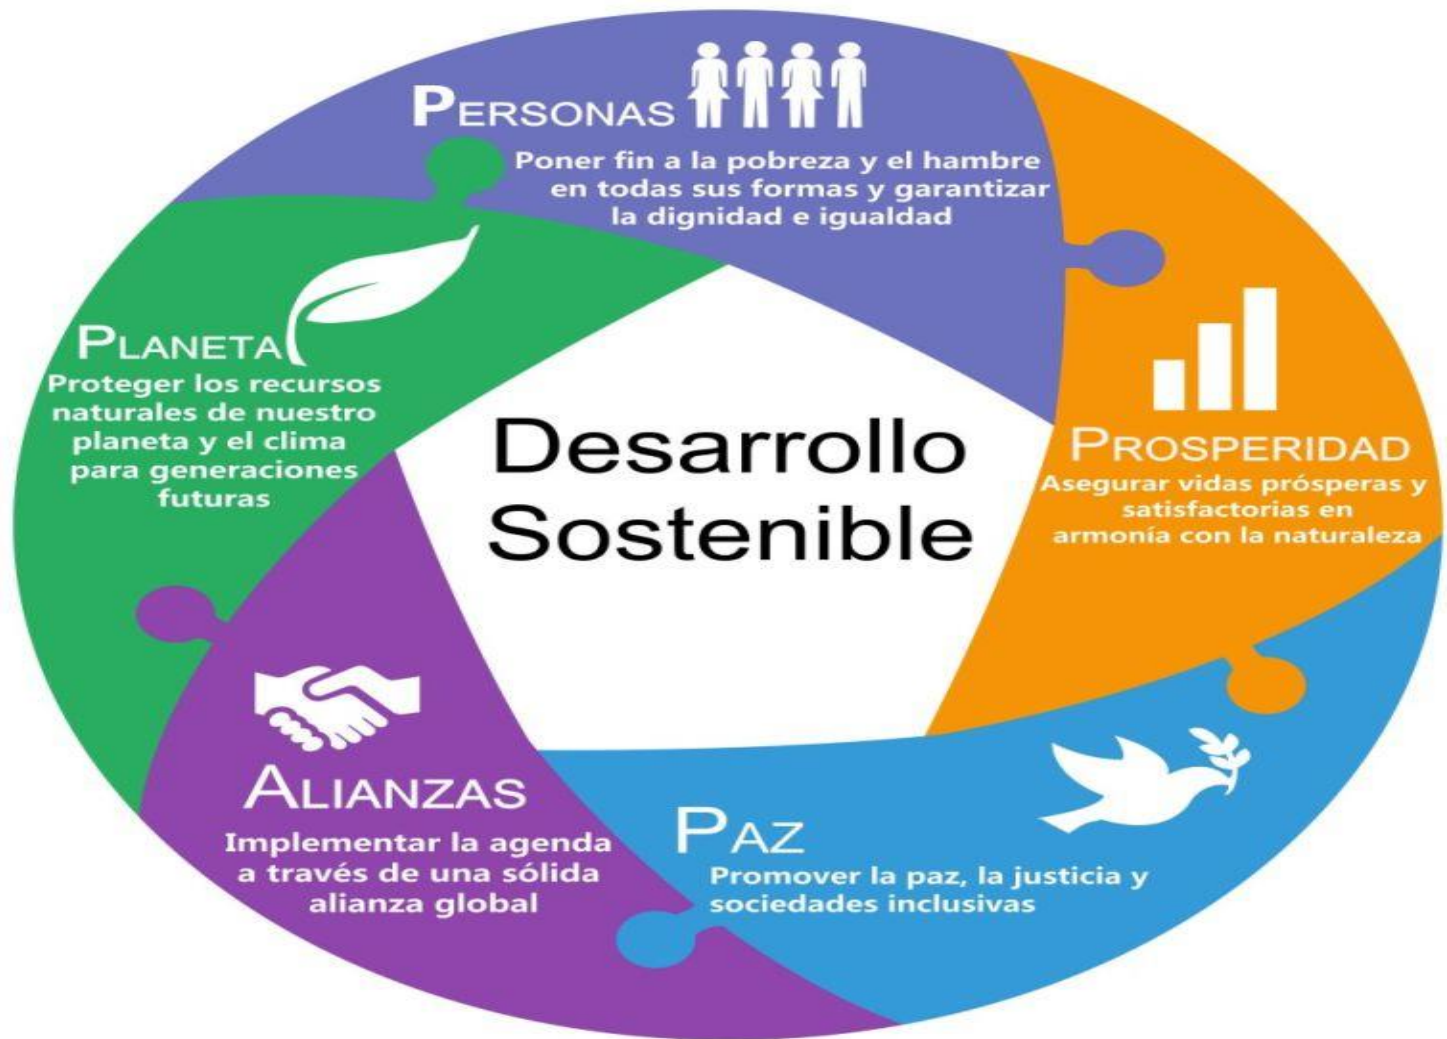 PERSONAS
Poner fin a la pobreza y el hambre
en todas sus formas y garantizar
la dignidad e igualdad
PROSPERIDAD
Asegurar vidas prósperas y
satisfactorias en
armonía con la naturaleza
PAZ
Promover la paz, la justicia y
sociedades inclusivas
ALIANZAS
Implementar la agenda
a través de una sólida
alianza global
PLANETA
Proteger los recursos
naturales de nuestro
planeta y el clima
para generaciones
futuras
Desarrollo
Sostenible